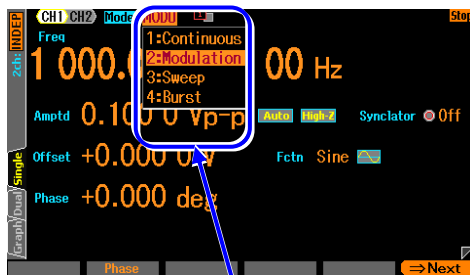 INDEP
2ch:
CH1 CH2 Mode MODU Stop
1:Continuous
2:Modulation
3:Sweep
4:Burst
Freq
1 000. 00 Hz
Amptd 0.100 0 Vp-p Auto High-Z Synclator Off
Offset +0.000 0 V Fctn Sine
Phase +0.000 deg
Single
Dual
Graph
Phase ⇒Next